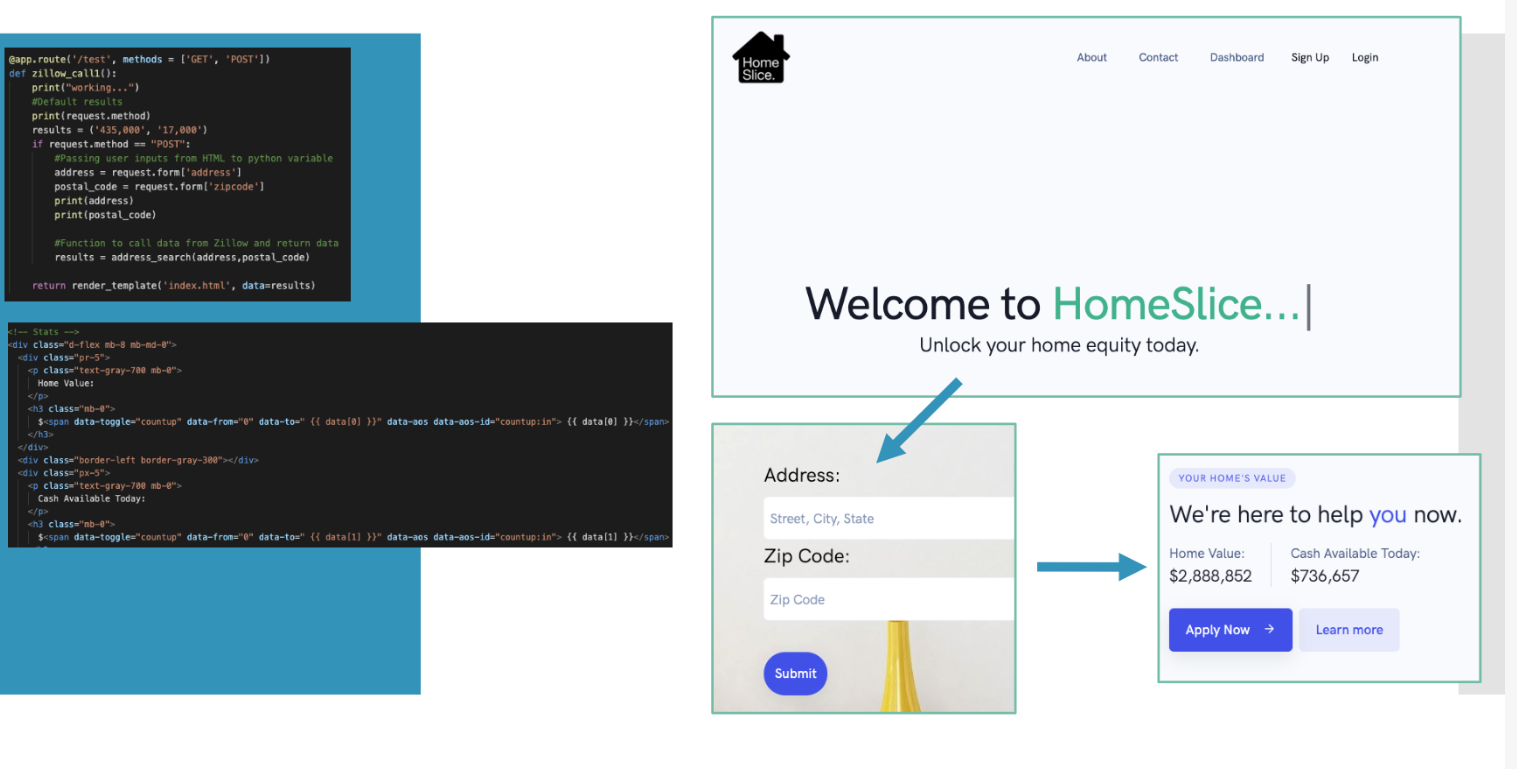 @app.route('/test', methods = ['GET', 'POST'])
def zillow_call1():
    print("working...")
    #Default results
    print(request.method)
    results = ('435,000', '17,000')
    if request.method == "POST":
        #Passing user inputs from HTML to python variable
        address = request.form['address']
        postal_code = request.form['zipcode']
        print(address)
        print(postal_code)
        #Function to call data from Zillow and return data
        results = address_search(address,postal_code)
    return render_template('index.html', data=results)
<!-- Stats -->
<div class="d-flex mb-8 mb-md-0">
  <div class="pr-5">
    <p class="text-gray-700 mb-0">
      Home Value:
    </p>
    <h3 class="mb-0">
      $<span data-toggle="countup" data-from="0" data-to=" {{ data[0] }}" data-aos data-aos-id="countup:in"> {{ data[0] }}</span>
    </h3>
  </div>
  <div class="border-left border-gray-300"></div>
  <div class="px-5">
    <p class="text-gray-700 mb-0">
      Cash Available Today:
    </p>
    <h3 class="mb-0">
      $<span data-toggle="countup" data-from="0" data-to=" {{ data[1] }}" data-aos data-aos-id="countup:in"> {{ data[1] }}</span>
Home
Slice.
About Contact Dashboard Sign Up Login
Welcome to HomeSlice...|
Unlock your home equity today.
Address:
Street, City, State
Zip Code:
Zip Code
Submit
YOUR HOME'S VALUE
We're here to help you now.
Home Value: Cash Available Today:
$2,888,852 $736,657
Apply Now → Learn more